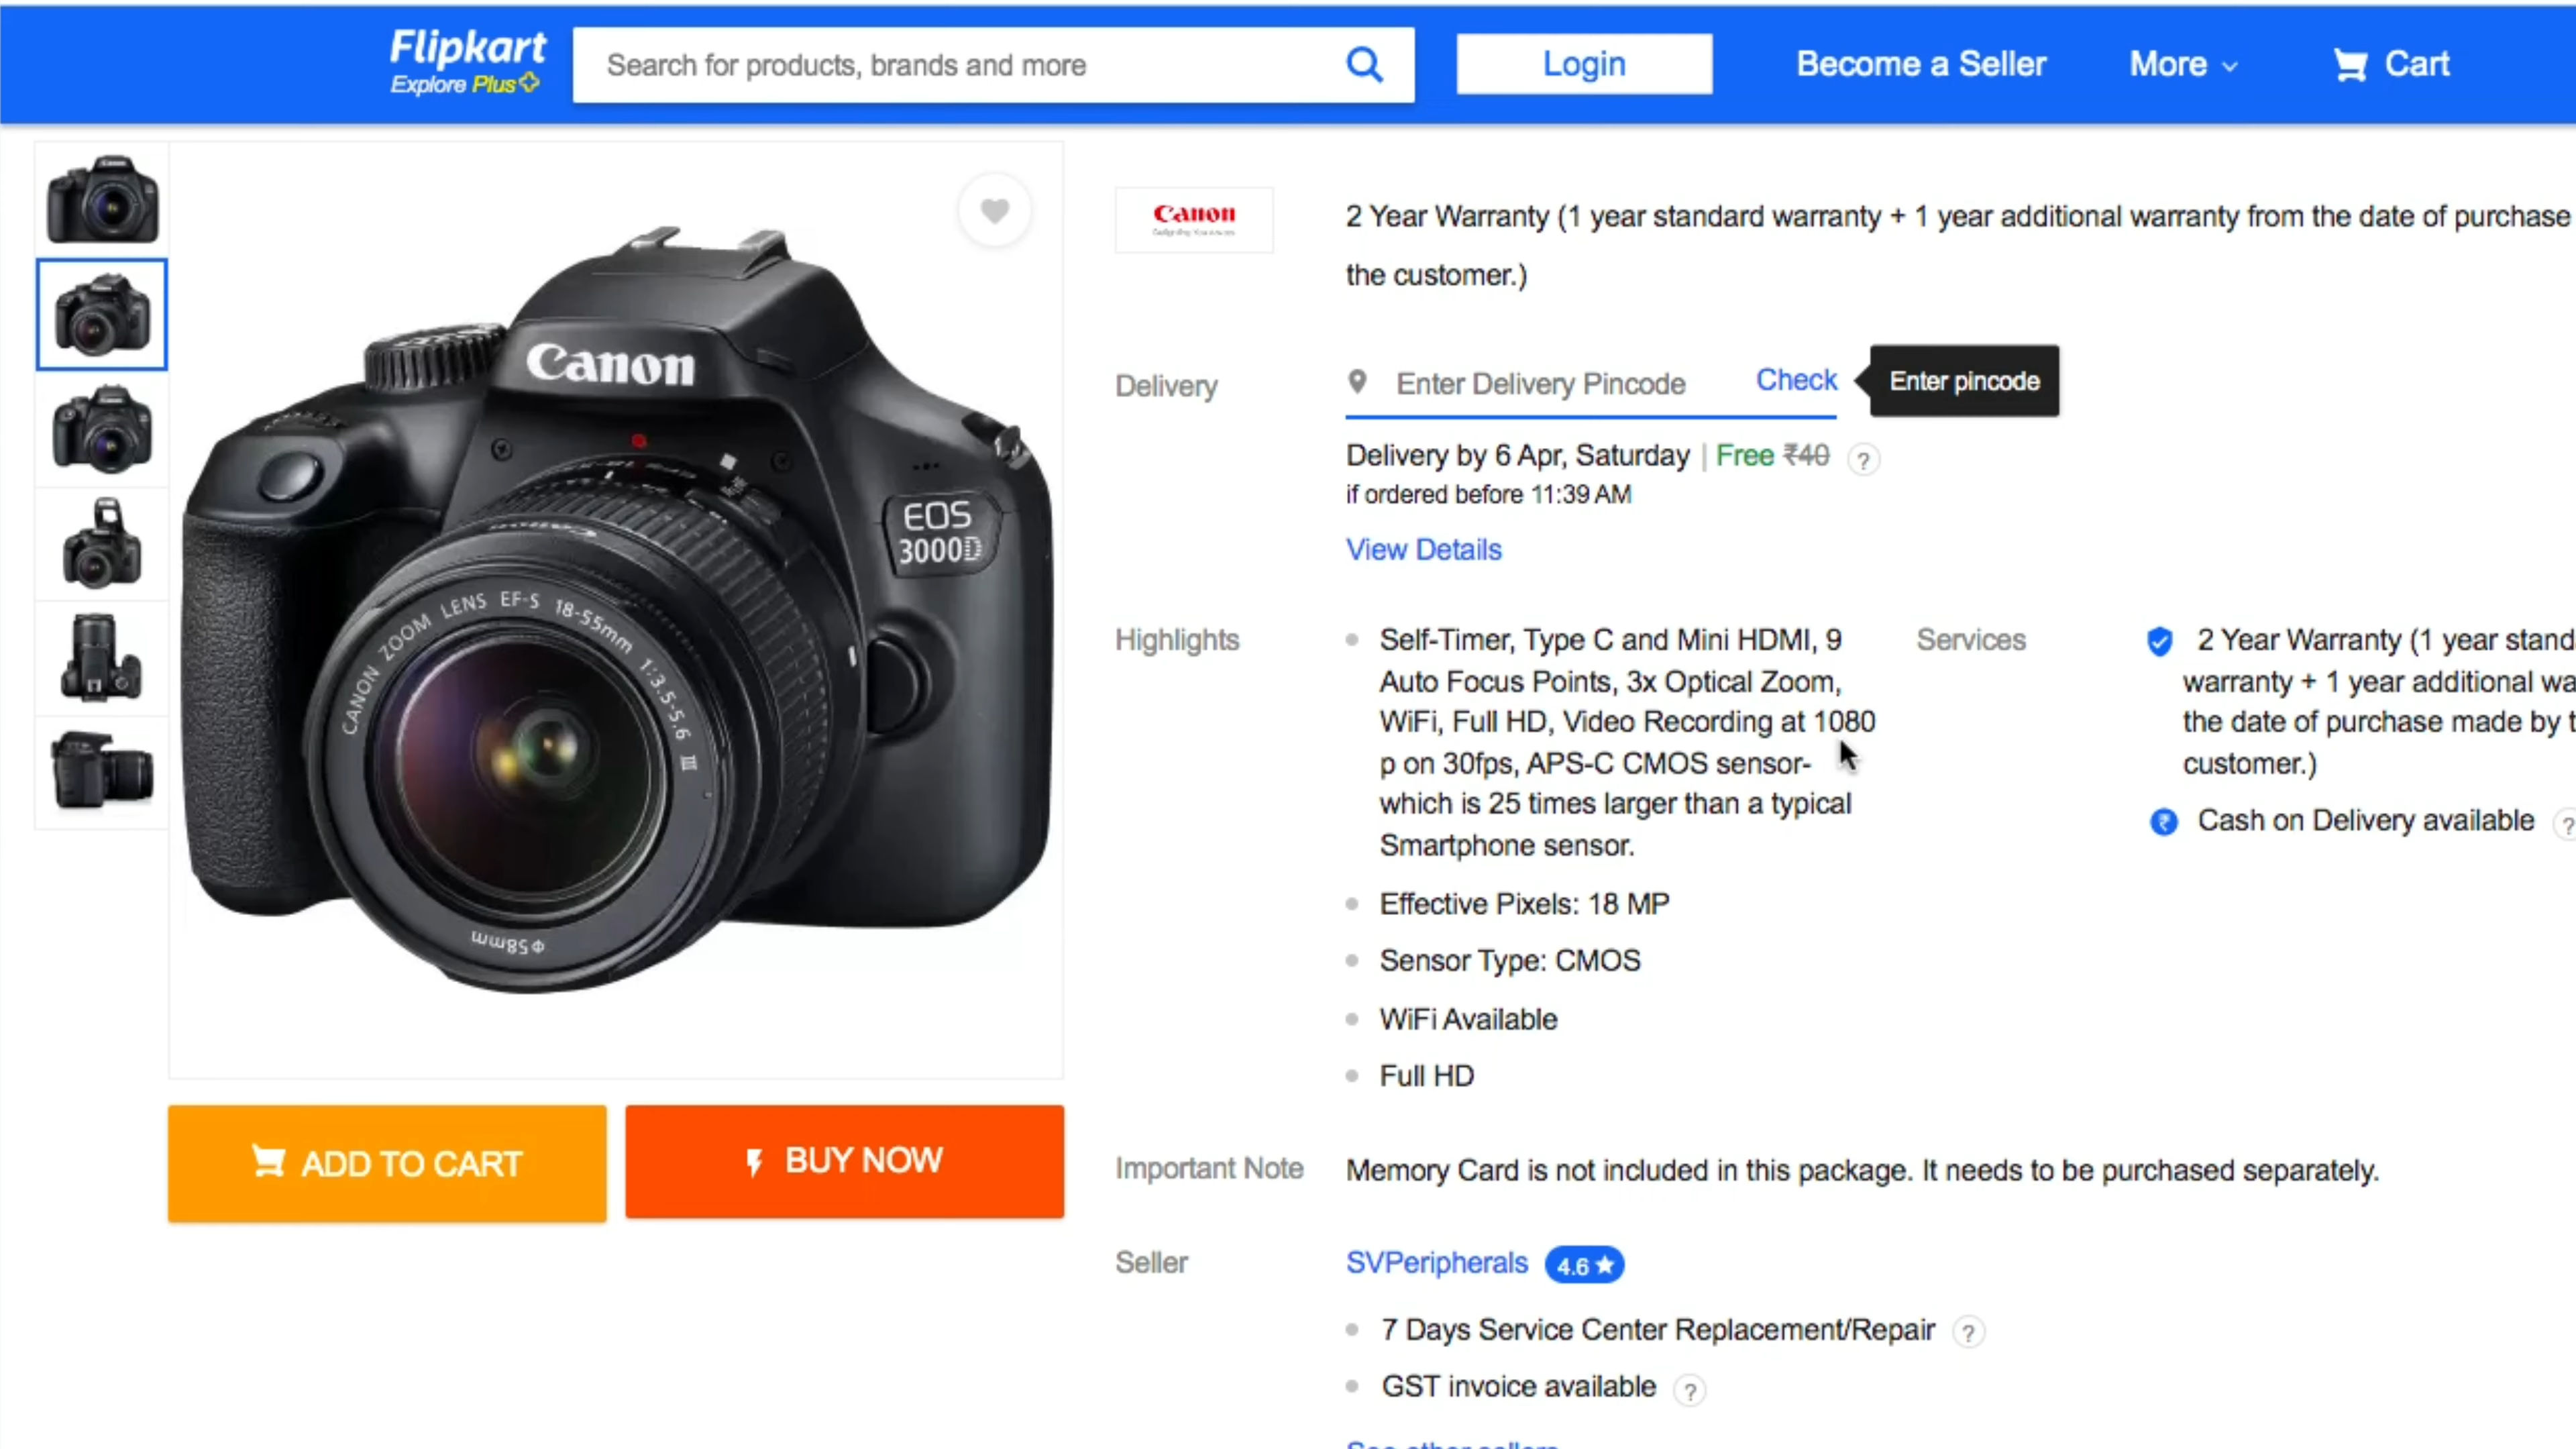 Flipkart
Explore Plus
Search for products, brands and more
Login
Become a Seller
More
Cart
Canon
EOS
3000D
CANON ZOOM LENS EF-S 18-55mm 1:3.5-5.6 III
Φ58mm
ADD TO CART
BUY NOW
Canon
2 Year Warranty (1 year standard warranty + 1 year additional warranty from the date of purchase
the customer.)
Delivery
Enter Delivery Pincode
Check
Enter pincode
Delivery by 6 Apr, Saturday | Free ₹40 ?
if ordered before 11:39 AM
View Details
Highlights
Self-Timer, Type C and Mini HDMI, 9
Auto Focus Points, 3x Optical Zoom,
WiFi, Full HD, Video Recording at 1080
p on 30fps, APS-C CMOS sensor-
which is 25 times larger than a typical
Smartphone sensor.
Effective Pixels: 18 MP
Sensor Type: CMOS
WiFi Available
Full HD
Services
2 Year Warranty (1 year stand
warranty + 1 year additional wa
the date of purchase made by t
customer.)
₹ Cash on Delivery available ?
Important Note
Memory Card is not included in this package. It needs to be purchased separately.
Seller
SVPeripherals 4.6 ★
7 Days Service Center Replacement/Repair ?
GST invoice available ?
See other sellers